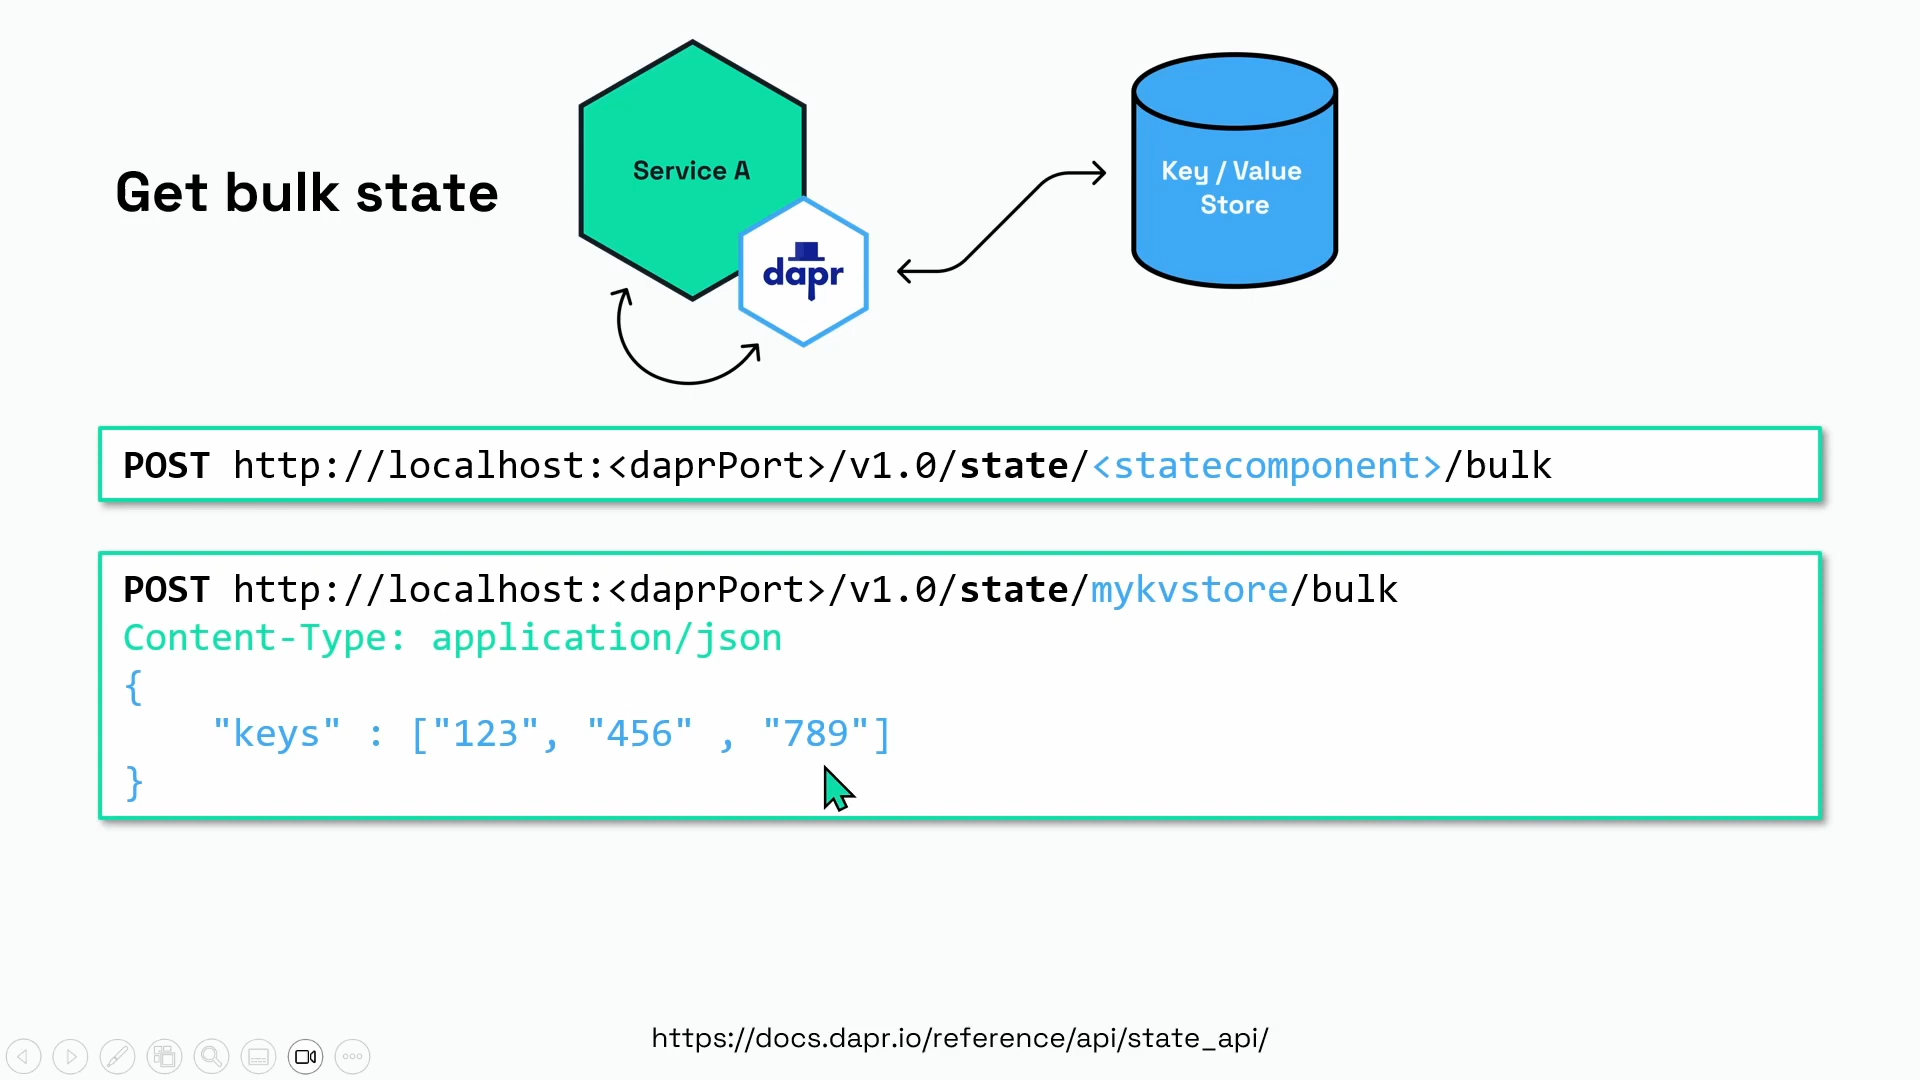 Get bulk state
Service A
dapr
Key / Value
Store
POST http://localhost:<daprPort>/v1.0/state/<statecomponent>/bulk
POST http://localhost:<daprPort>/v1.0/state/mykvstore/bulk
Content-Type: application/json
{
    "keys" : ["123", "456" , "789"]
}
https://docs.dapr.io/reference/api/state_api/